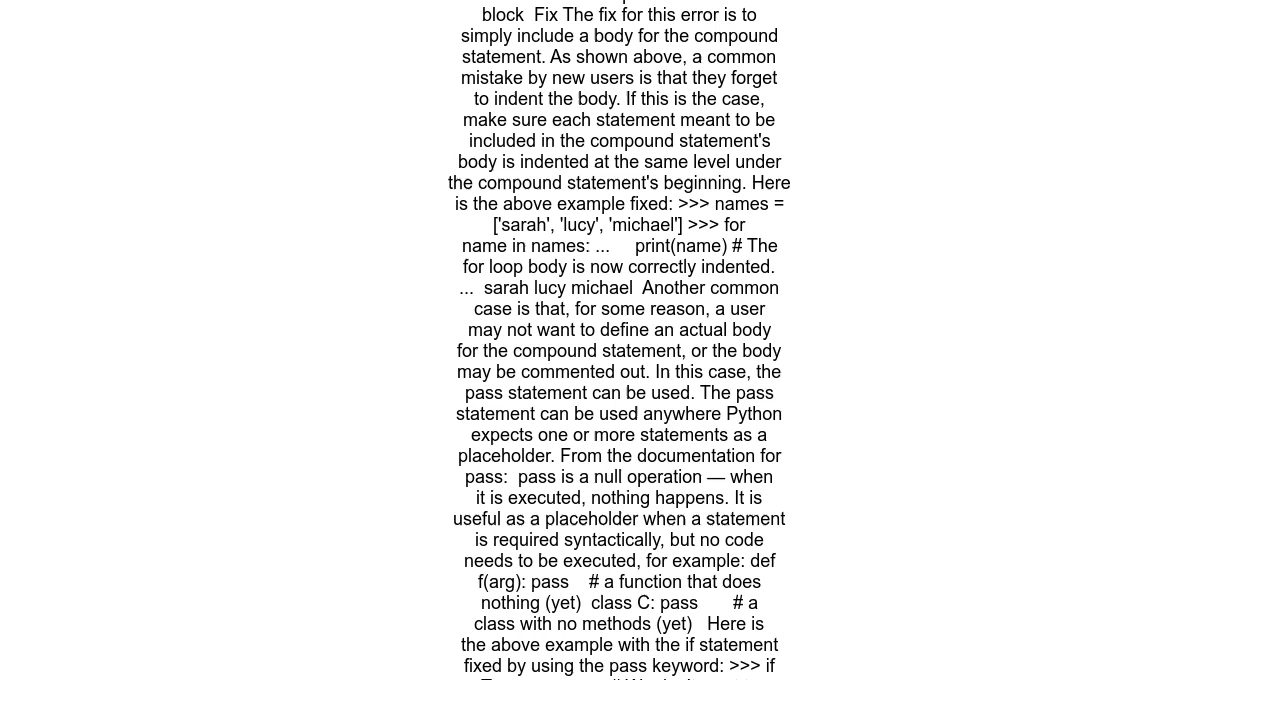 block  Fix The fix for this error is to
simply include a body for the compound
statement. As shown above, a common
mistake by new users is that they forget
to indent the body. If this is the case,
make sure each statement meant to be
included in the compound statement's
body is indented at the same level under
the compound statement's beginning. Here
is the above example fixed: >>> names =
['sarah', 'lucy', 'michael'] >>> for
name in names: ...     print(name) # The
for loop body is now correctly indented.
...  sarah lucy michael  Another common
case is that, for some reason, a user
may not want to define an actual body
for the compound statement, or the body
may be commented out. In this case, the
pass statement can be used. The pass
statement can be used anywhere Python
expects one or more statements as a
placeholder. From the documentation for
pass:  pass is a null operation — when
it is executed, nothing happens. It is
useful as a placeholder when a statement
is required syntactically, but no code
needs to be executed, for example: def
f(arg): pass    # a function that does
nothing (yet)  class C: pass       # a
class with no methods (yet)   Here is
the above example with the if statement
fixed by using the pass keyword: >>> if